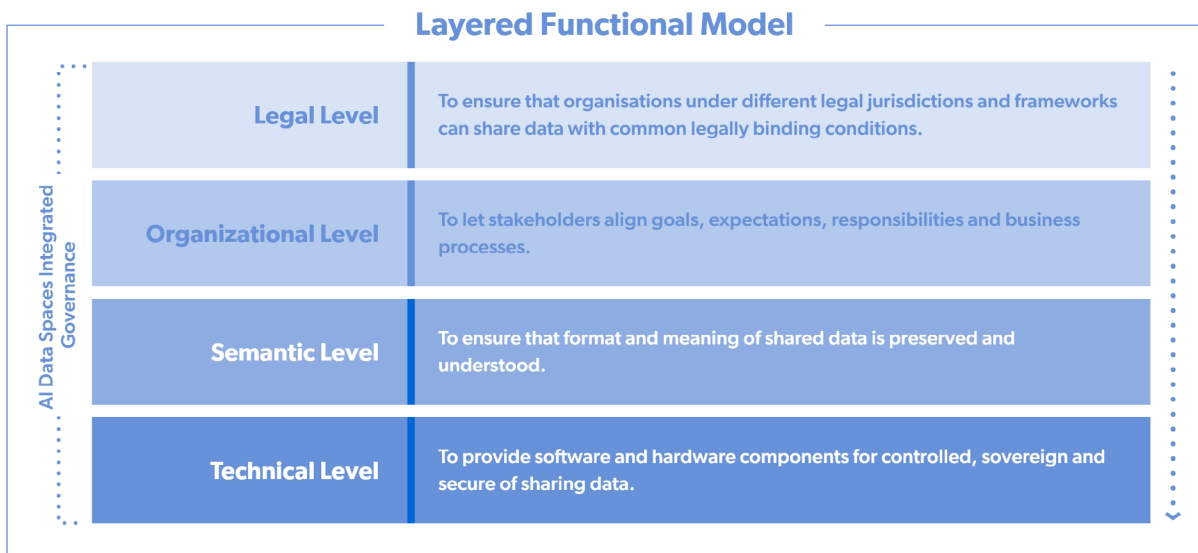 Layered Functional Model
AI Data Spaces Integrated
Governance
Legal Level
To ensure that organisations under different legal jurisdictions and frameworks
can share data with common legally binding conditions.
Organizational Level
To let stakeholders align goals, expectations, responsibilities and business
processes.
Semantic Level
To ensure that format and meaning of shared data is preserved and
understood.
Technical Level
To provide software and hardware components for controlled, sovereign and
secure of sharing data.